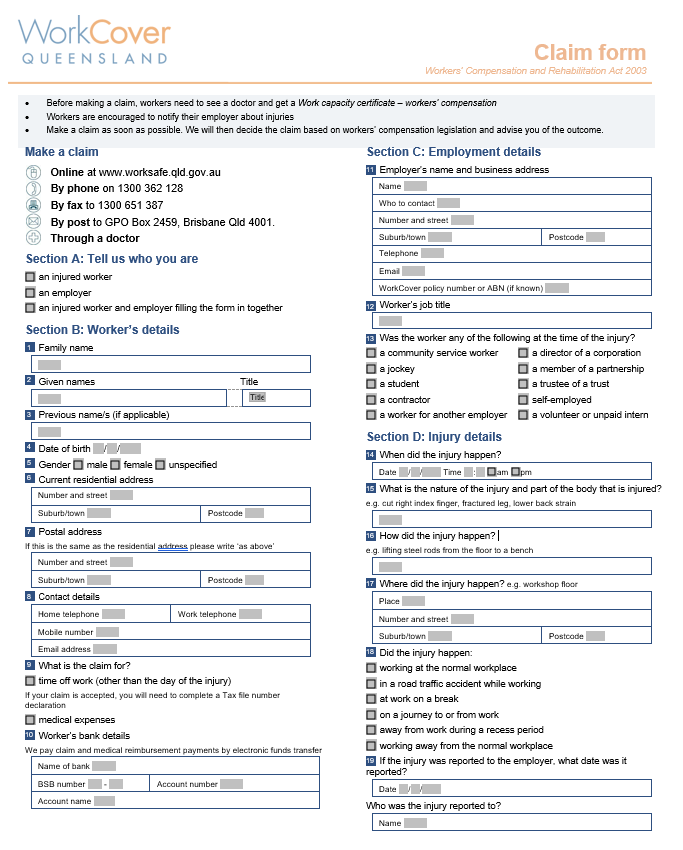 WorkCover
QUEENSLAND
Claim form
Workers' Compensation and Rehabilitation Act 2003
• Before making a claim, workers need to see a doctor and get a Work capacity certificate – workers' compensation
• Workers are encouraged to notify their employer about injuries
• Make a claim as soon as possible. We will then decide the claim based on workers' compensation legislation and advise you of the outcome.
Make a claim
Online at www.worksafe.qld.gov.au
By phone on 1300 362 128
By fax to 1300 651 387
By post to GPO Box 2459, Brisbane Qld 4001.
Through a doctor
Section A: Tell us who you are
an injured worker
an employer
an injured worker and employer filling the form in together
Section B: Worker's details
1 Family name
2 Given names Title
Title
3 Previous name/s (if applicable)
4 Date of birth / /
5 Gender male female unspecified
6 Current residential address
Number and street
Suburb/town Postcode
7 Postal address
If this is the same as the residential address please write 'as above'
Number and street
Suburb/town Postcode
8 Contact details
Home telephone Work telephone
Mobile number
Email address
9 What is the claim for?
time off work (other than the day of the injury)
If your claim is accepted, you will need to complete a Tax file number
declaration
medical expenses
10 Worker's bank details
We pay claim and medical reimbursement payments by electronic funds transfer
Name of bank
BSB number - Account number
Account name
Section C: Employment details
11 Employer's name and business address
Name
Who to contact
Number and street
Suburb/town Postcode
Telephone
Email
WorkCover policy number or ABN (if known)
12 Worker's job title
13 Was the worker any of the following at the time of the injury?
a community service worker a director of a corporation
a jockey a member of a partnership
a student a trustee of a trust
a contractor self-employed
a worker for another employer a volunteer or unpaid intern
Section D: Injury details
14 When did the injury happen?
Date / / Time : am pm
15 What is the nature of the injury and part of the body that is injured?
e.g. cut right index finger, fractured leg, lower back strain
16 How did the injury happen?
e.g. lifting steel rods from the floor to a bench
17 Where did the injury happen? e.g. workshop floor
Place
Number and street
Suburb/town Postcode
18 Did the injury happen:
working at the normal workplace
in a road traffic accident while working
at work on a break
on a journey to or from work
away from work during a recess period
working away from the normal workplace
19 If the injury was reported to the employer, what date was it
reported?
Date / /
Who was the injury reported to?
Name